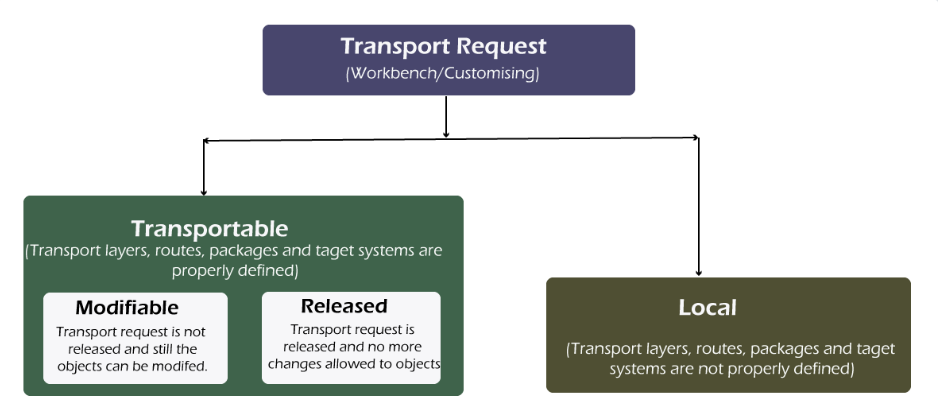 Transport Request
(Workbench/Customising)
Transportable
(Transport layers, routes, packages and taget systems are
properly defined)
Modifiable
Transport request is not
released and still the
objects can be modifed.
Released
Transport request is
released and no more
changes allowed to objects
Local
(Transport layers, routes, packages and taget
systems are not properly defined)